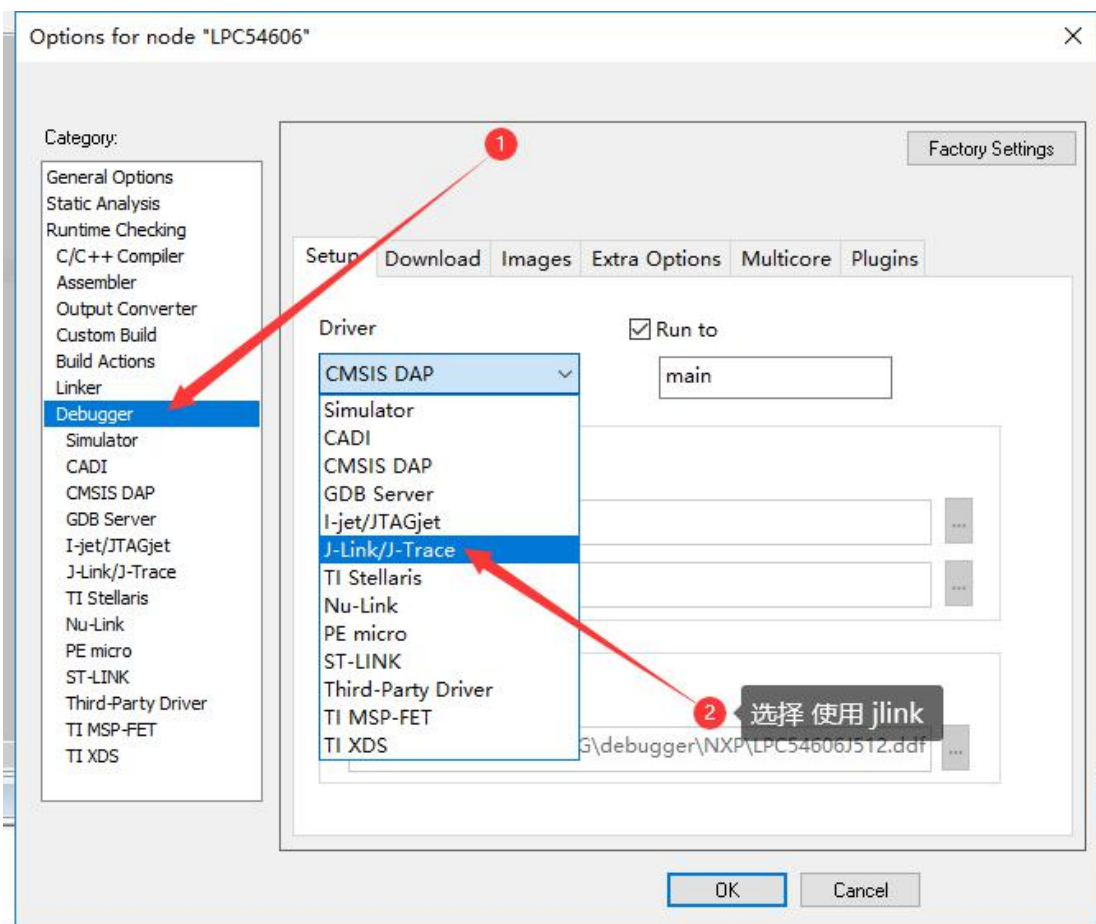 Options for node "LPC54606"
Category:
General Options
Static Analysis
Runtime Checking
C/C++ Compiler
Assembler
Output Converter
Custom Build
Build Actions
Linker
Debugger
Simulator
CADI
CMSIS DAP
GDB Server
I-jet/JTAGjet
J-Link/J-Trace
TI Stellaris
Nu-Link
PE micro
ST-LINK
Third-Party Driver
TI MSP-FET
TI XDS
1
Factory Settings
Setup Download Images Extra Options Multicore Plugins
Driver
Run to
CMSIS DAP
main
Simulator
CADI
CMSIS DAP
GDB Server
I-jet/JTAGjet
...
J-Link/J-Trace
TI Stellaris
...
Nu-Link
PE micro
ST-LINK
Third-Party Driver
2 选择 使用 jlink
TI MSP-FET
TI XDS
G\debugger\NXP\LPC54606J512.ddf
...
OK Cancel